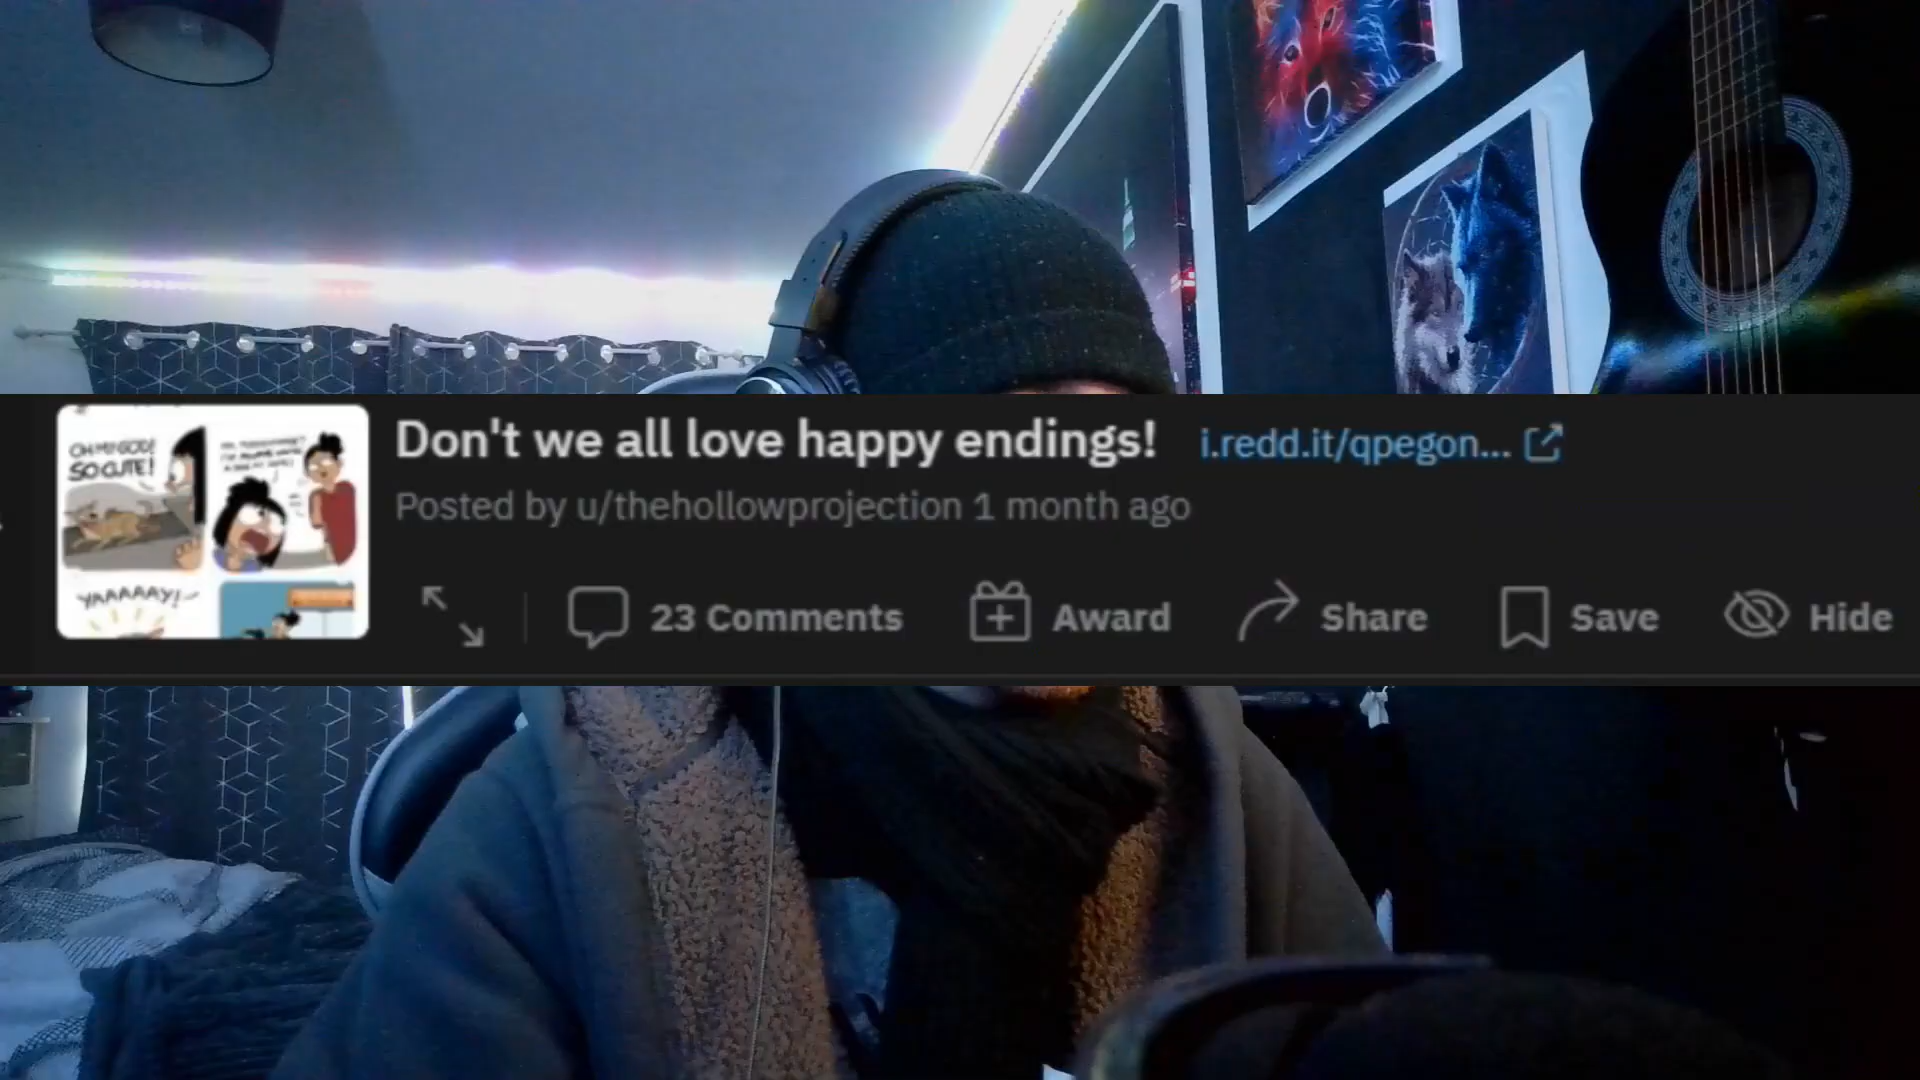 OH MY GOD!
SO CUTE!
YAAAAAY!
Don't we all love happy endings!
i.redd.it/qpegon...
Posted by u/thehollowprojection 1 month ago
23 Comments
Award
Share
Save
Hide